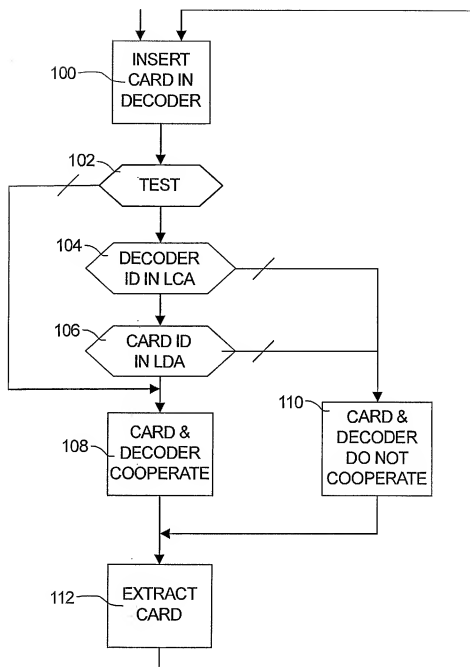 INSERT
CARD IN
DECODER
100
102
TEST
104
DECODER
ID IN LCA
106
CARD ID
IN LDA
108
CARD &
DECODER
COOPERATE
110
CARD &
DECODER
DO NOT
COOPERATE
112
EXTRACT
CARD